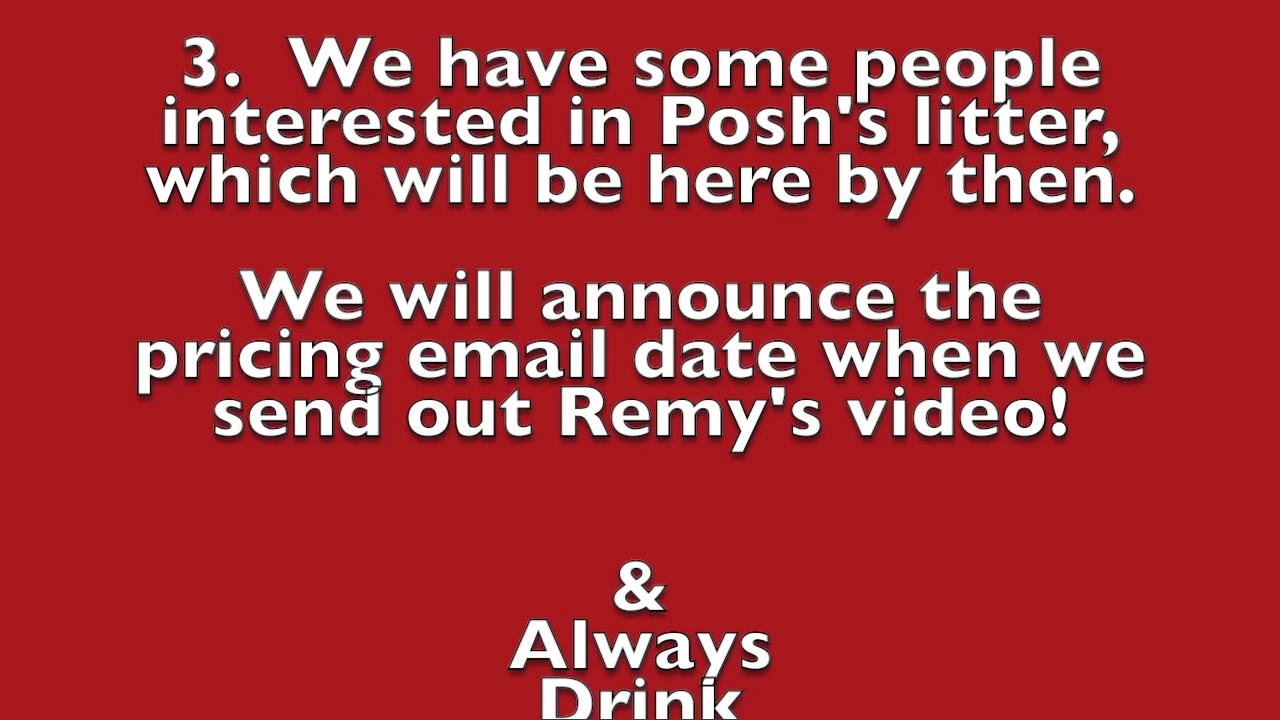 3.  We have some people
interested in Posh's litter,
which will be here by then.
We will announce the
pricing email date when we
send out Remy's video!
&
Always
Drink